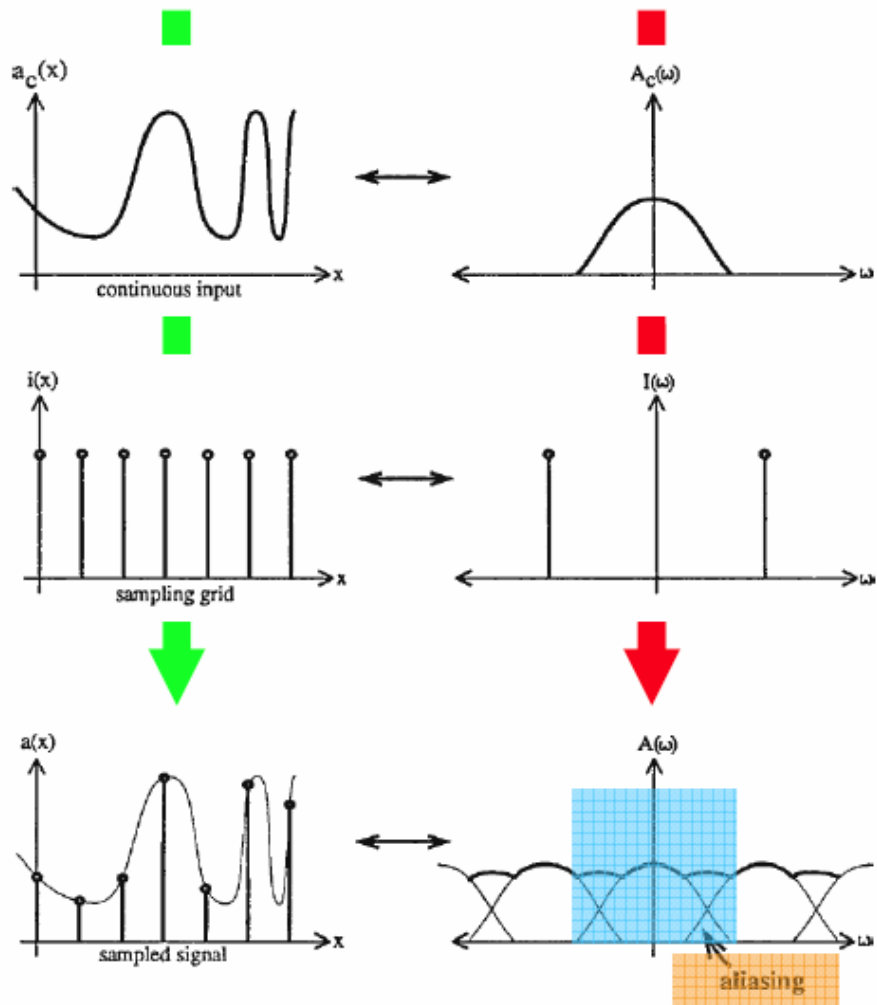 a_c(x)
A_c(ω)
x
ω
continuous input
i(x)
I(ω)
x
ω
sampling grid
a(x)
A(ω)
x
ω
sampled signal
aliasing